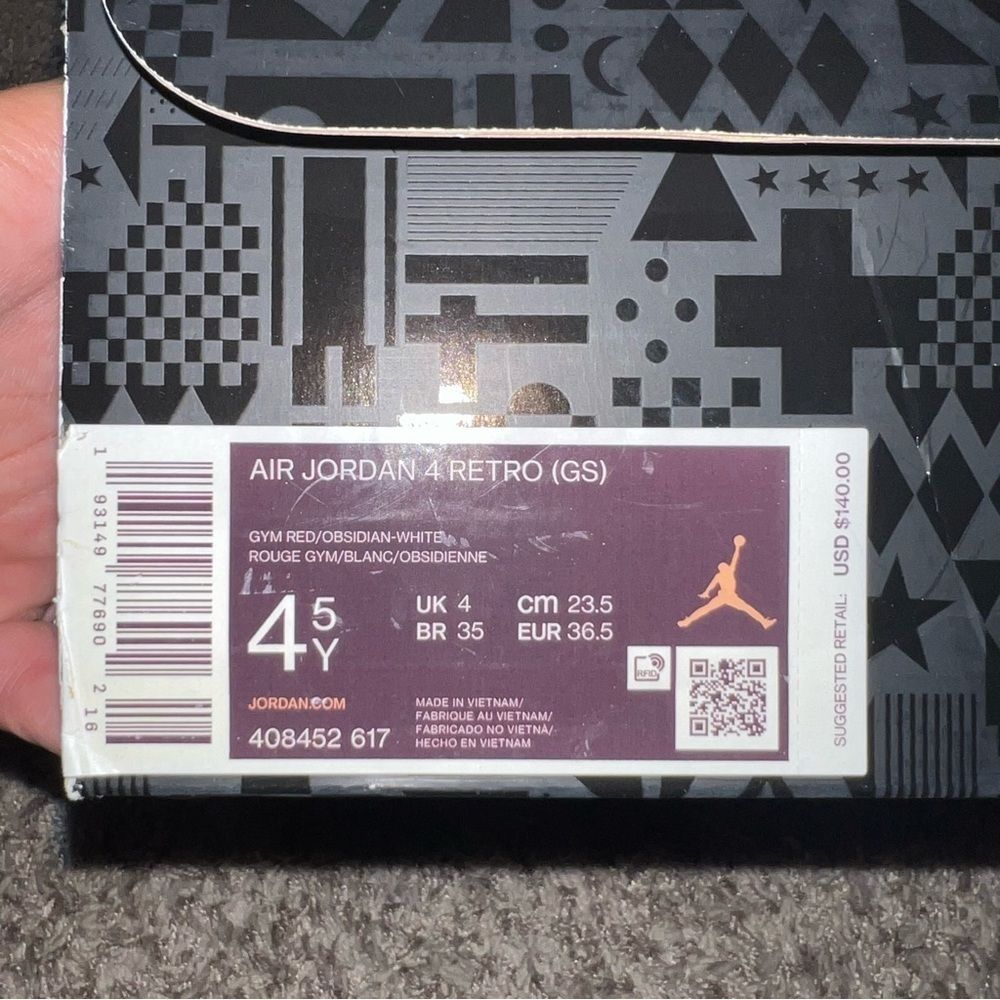 AIR JORDAN 4 RETRO (GS)
GYM RED/OBSIDIAN-WHITE
ROUGE GYM/BLANC/OBSIDIENNE
4 5 Y
UK 4 cm 23.5
BR 35 EUR 36.5
RFID
JORDAN.COM
408452 617
MADE IN VIETNAM/
FABRIQUE AU VIETNAM/
FABRICADO NO VIETNÃ/
HECHO EN VIETNAM
1 93149 77690 2 16
SUGGESTED RETAIL: USD $140.00